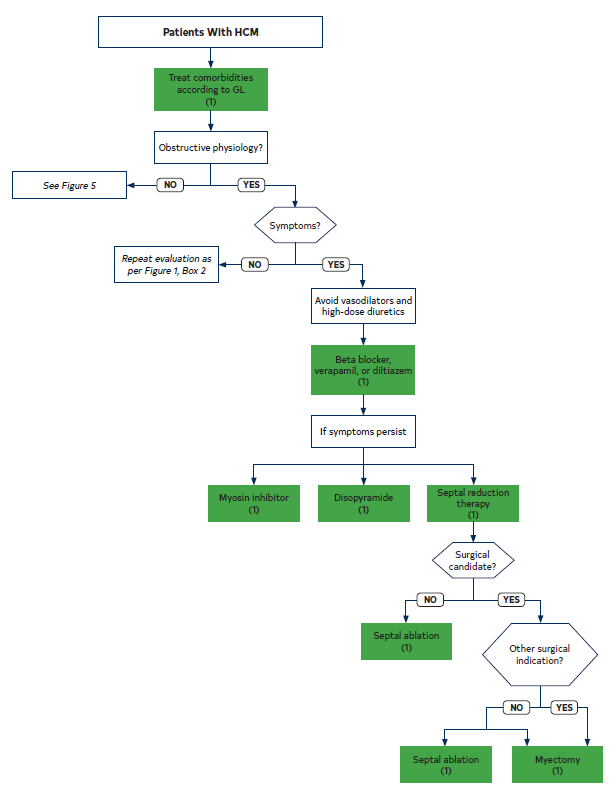 Patients With HCM
Treat comorbidities
according to GL
(1)
Obstructive physiology?
NO
YES
See Figure 5
Symptoms?
NO
YES
Repeat evaluation as
per Figure 1, Box 2
Avoid vasodilators and
high-dose diuretics
Beta blocker,
verapamil, or diltiazem
(1)
If symptoms persist
Myosin inhibitor
(1)
Disopyramide
(1)
Septal reduction
therapy
(1)
Surgical
candidate?
NO
YES
Septal ablation
(1)
Other surgical
indication?
NO
YES
Septal ablation
(1)
Myectomy
(1)